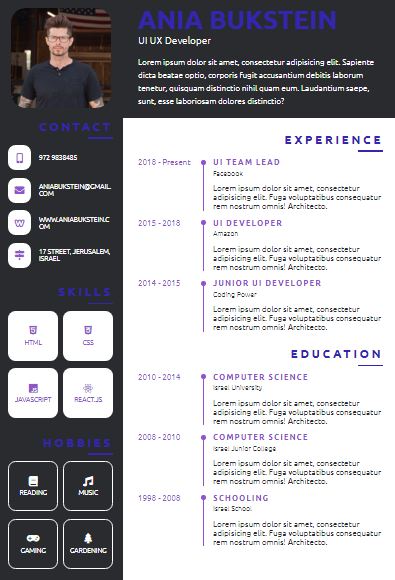 ANIA BUKSTEIN
UI UX Developer
Lorem ipsum dolor sit amet, consectetur adipisicing elit. Sapiente
dicta beatae optio, corporis fugit accusantium debitis laborum
tenetur, quisquam distinctio nihil quam eum. Laudantium saepe,
sunt, esse laboriosam dolores distinctio?
CONTACT
972 9838485
ANIABUKSTEIN@GMAIL.
COM
WWW.ANIABUKSTEIN.C
OM
17 STREET, JERUSALEM,
ISRAEL
SKILLS
HTML
CSS
JAVASCRIPT
REACT.JS
HOBBIES
READING
MUSIC
GAMING
GARDENING
EXPERIENCE
2018 - Present
UI TEAM LEAD
Facebook
Lorem ipsum dolor sit amet, consectetur
adipisicing elit. Fuga voluptatibus consequatur
rem nostrum omnis! Architecto.
2015 - 2018
UI DEVELOPER
Amazon
Lorem ipsum dolor sit amet, consectetur
adipisicing elit. Fuga voluptatibus consequatur
rem nostrum omnis! Architecto.
2014 - 2015
JUNIOR UI DEVELOPER
Coding Power
Lorem ipsum dolor sit amet, consectetur
adipisicing elit. Fuga voluptatibus consequatur
rem nostrum omnis! Architecto.
EDUCATION
2010 - 2014
COMPUTER SCIENCE
Israel University
Lorem ipsum dolor sit amet, consectetur
adipisicing elit. Fuga voluptatibus consequatur
rem nostrum omnis! Architecto.
2008 - 2010
COMPUTER SCIENCE
Israel Junior College
Lorem ipsum dolor sit amet, consectetur
adipisicing elit. Fuga voluptatibus consequatur
rem nostrum omnis! Architecto.
1998 - 2008
SCHOOLING
Israel School
Lorem ipsum dolor sit amet, consectetur
adipisicing elit. Fuga voluptatibus consequatur
rem nostrum omnis! Architecto.